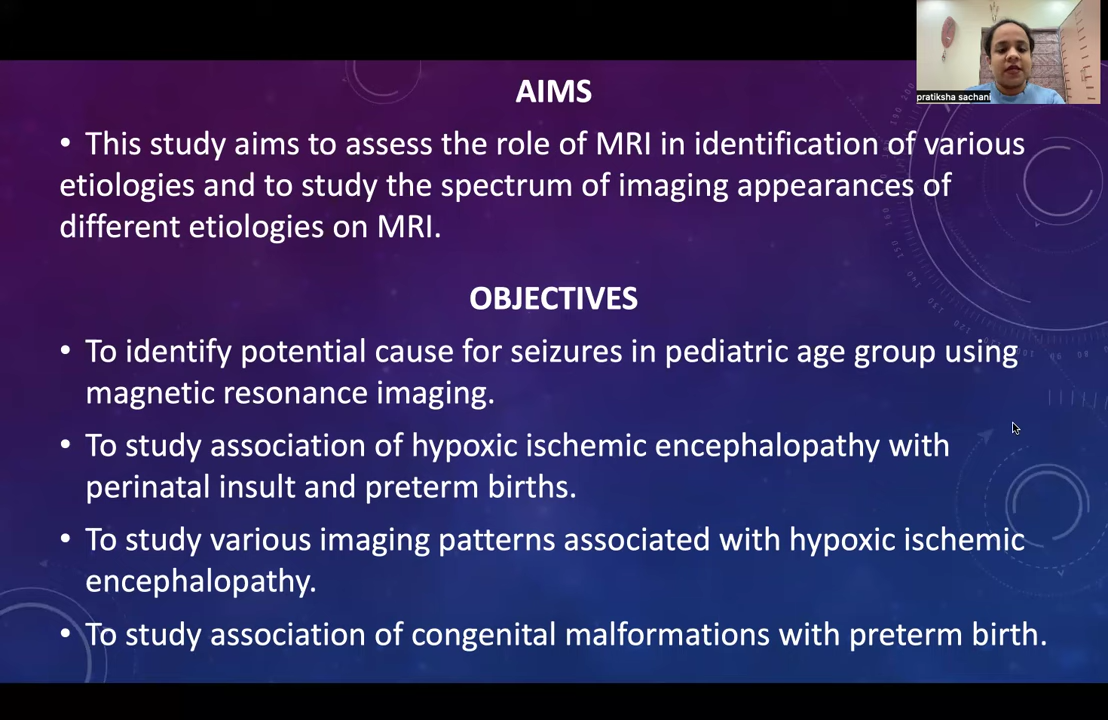 pratiksha sachani
AIMS
• This study aims to assess the role of MRI in identification of various
etiologies and to study the spectrum of imaging appearances of
different etiologies on MRI.
OBJECTIVES
• To identify potential cause for seizures in pediatric age group using
magnetic resonance imaging.
• To study association of hypoxic ischemic encephalopathy with
perinatal insult and preterm births.
• To study various imaging patterns associated with hypoxic ischemic
encephalopathy.
• To study association of congenital malformations with preterm birth.